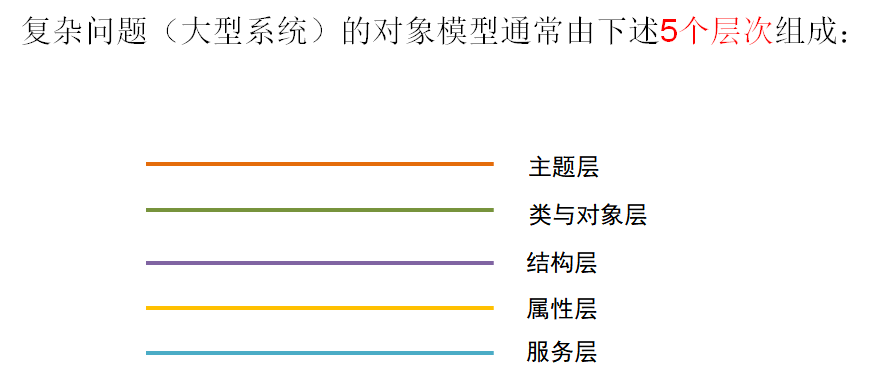 复杂问题（大型系统）的对象模型通常由下述5个层次组成：
主题层
类与对象层
结构层
属性层
服务层